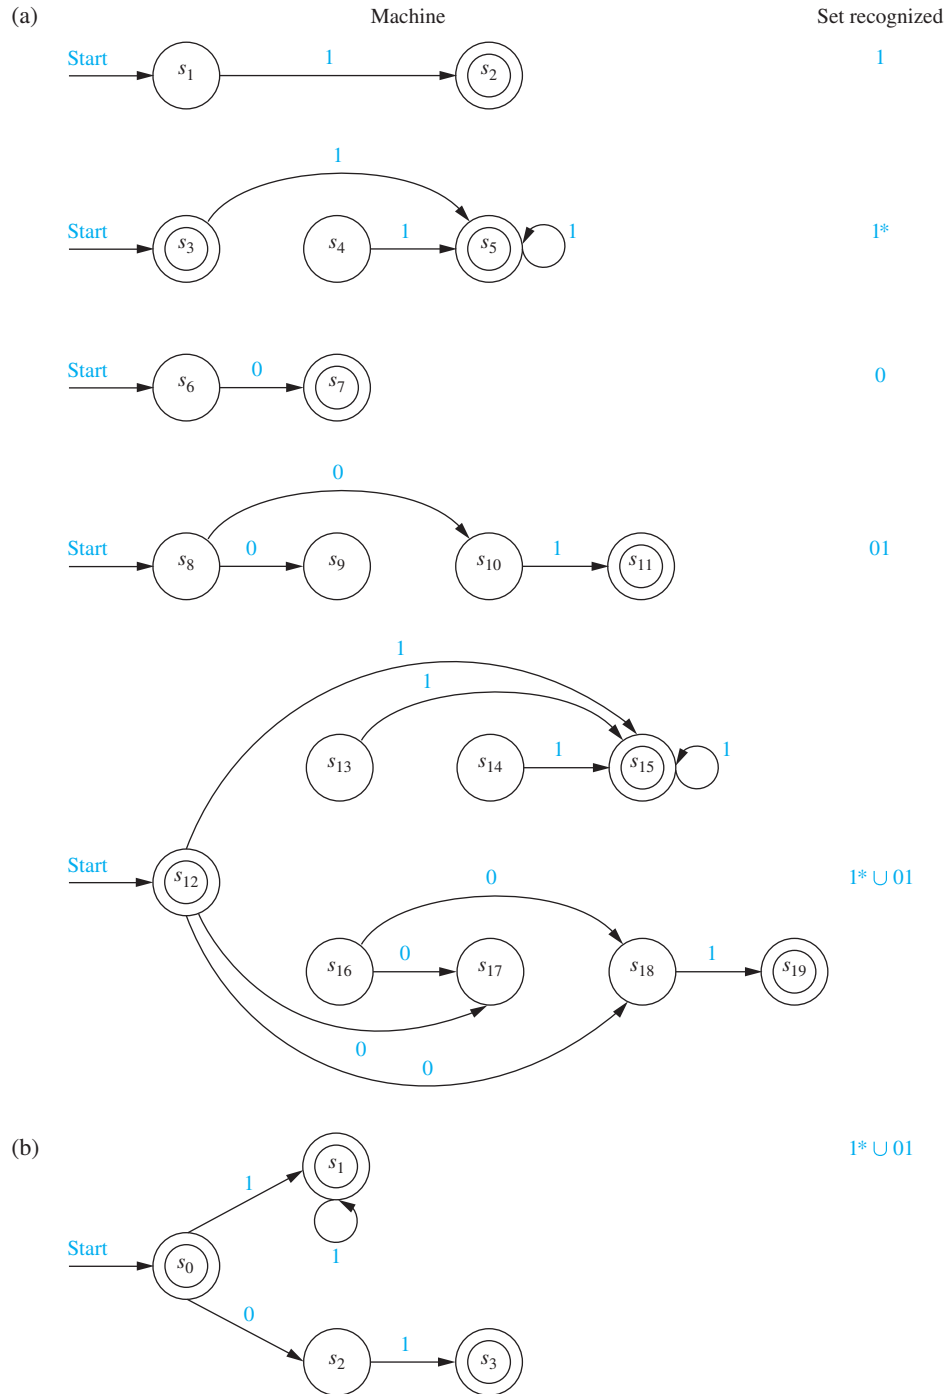 (a) Machine Set recognized
Start s₁ 1 s₂ 1
1
Start s₃ s₄ 1 s₅ 1 1*
Start s₆ 0 s₇ 0
0
Start s₈ 0 s₉ s₁₀ 1 s₁₁ 01
1
1
s₁₃ s₁₄ 1 s₁₅ 1
Start s₁₂ 0 1* ∪ 01
s₁₆ 0 s₁₇ s₁₈ 1 s₁₉
0
0
(b) s₁ 1* ∪ 01
1
Start s₀ 1
0
s₂ 1 s₃